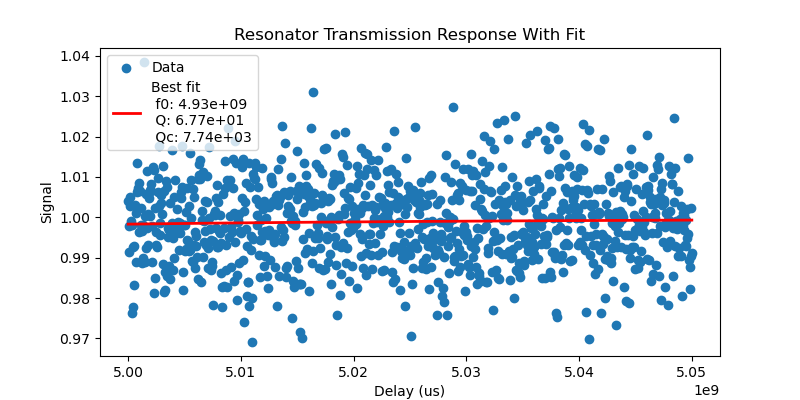 Resonator Transmission Response With Fit
Signal
1.04
1.03
1.02
1.01
1.00
0.99
0.98
0.97
Data
Best fit
f0: 4.93e+09
Q: 6.77e+01
Qc: 7.74e+03
5.00 5.01 5.02 5.03 5.04 5.05
1e9
Delay (us)